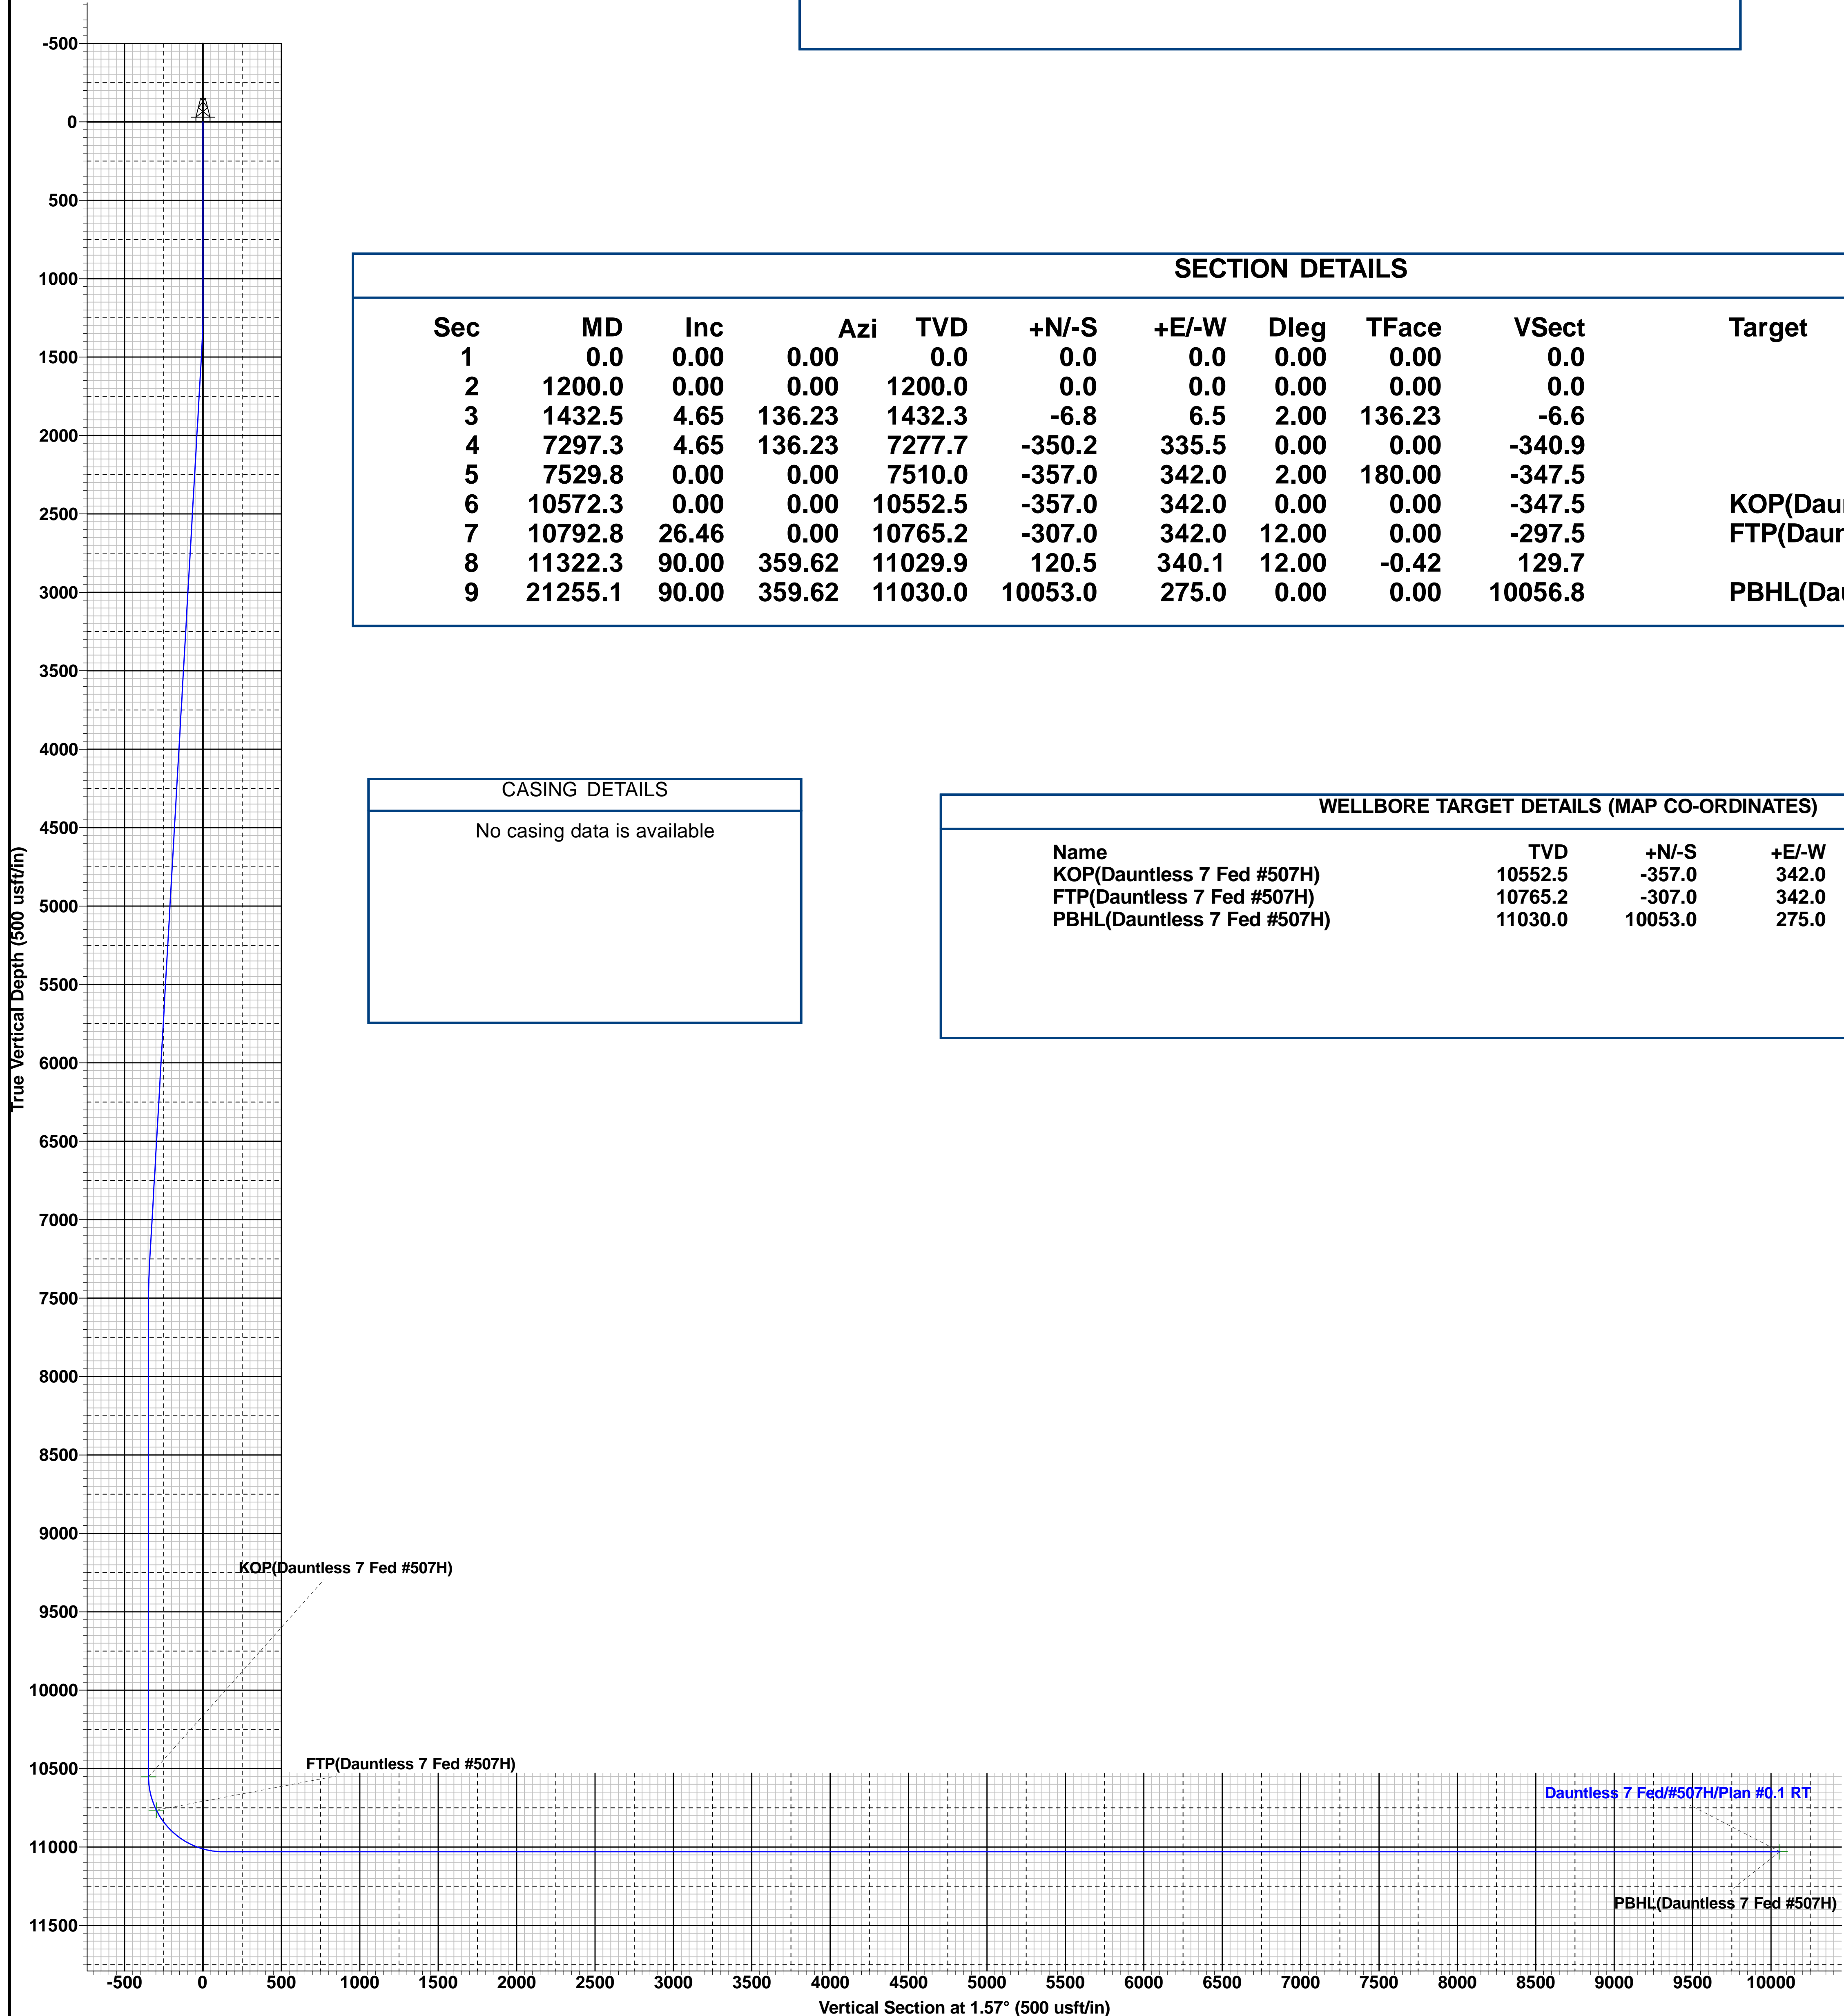 SECTION DETAILS
Sec MD Inc Azi TVD +N/-S +E/-W Dleg TFace VSect Target
1 0.0 0.00 0.00 0.0 0.0 0.0 0.00 0.00 0.0
2 1200.0 0.00 0.00 1200.0 0.0 0.0 0.00 0.00 0.0
3 1432.5 4.65 136.23 1432.3 -6.8 6.5 2.00 136.23 -6.6
4 7297.3 4.65 136.23 7277.7 -350.2 335.5 0.00 0.00 -340.9
5 7529.8 0.00 0.00 7510.0 -357.0 342.0 2.00 180.00 -347.5
6 10572.3 0.00 0.00 10552.5 -357.0 342.0 0.00 0.00 -347.5 KOP(Dau
7 10792.8 26.46 0.00 10765.2 -307.0 342.0 12.00 0.00 -297.5 FTP(Daun
8 11322.3 90.00 359.62 11029.9 120.5 340.1 12.00 -0.42 129.7
9 21255.1 90.00 359.62 11030.0 10053.0 275.0 0.00 0.00 10056.8 PBHL(Da
CASING DETAILS
No casing data is available
WELLBORE TARGET DETAILS (MAP CO-ORDINATES)
Name TVD +N/-S +E/-W
KOP(Dauntless 7 Fed #507H) 10552.5 -357.0 342.0
FTP(Dauntless 7 Fed #507H) 10765.2 -307.0 342.0
PBHL(Dauntless 7 Fed #507H) 11030.0 10053.0 275.0
True Vertical Depth (500 usft/in)
-500
0
500
1000
1500
2000
2500
3000
3500
4000
4500
5000
5500
6000
6500
7000
7500
8000
8500
9000
9500
10000
10500
11000
11500
KOP(Dauntless 7 Fed #507H)
FTP(Dauntless 7 Fed #507H)
Dauntless 7 Fed/#507H/Plan #0.1 RT
PBHL(Dauntless 7 Fed #507H)
-500 0 500 1000 1500 2000 2500 3000 3500 4000 4500 5000 5500 6000 6500 7000 7500 8000 8500 9000 9500 10000
Vertical Section at 1.57° (500 usft/in)